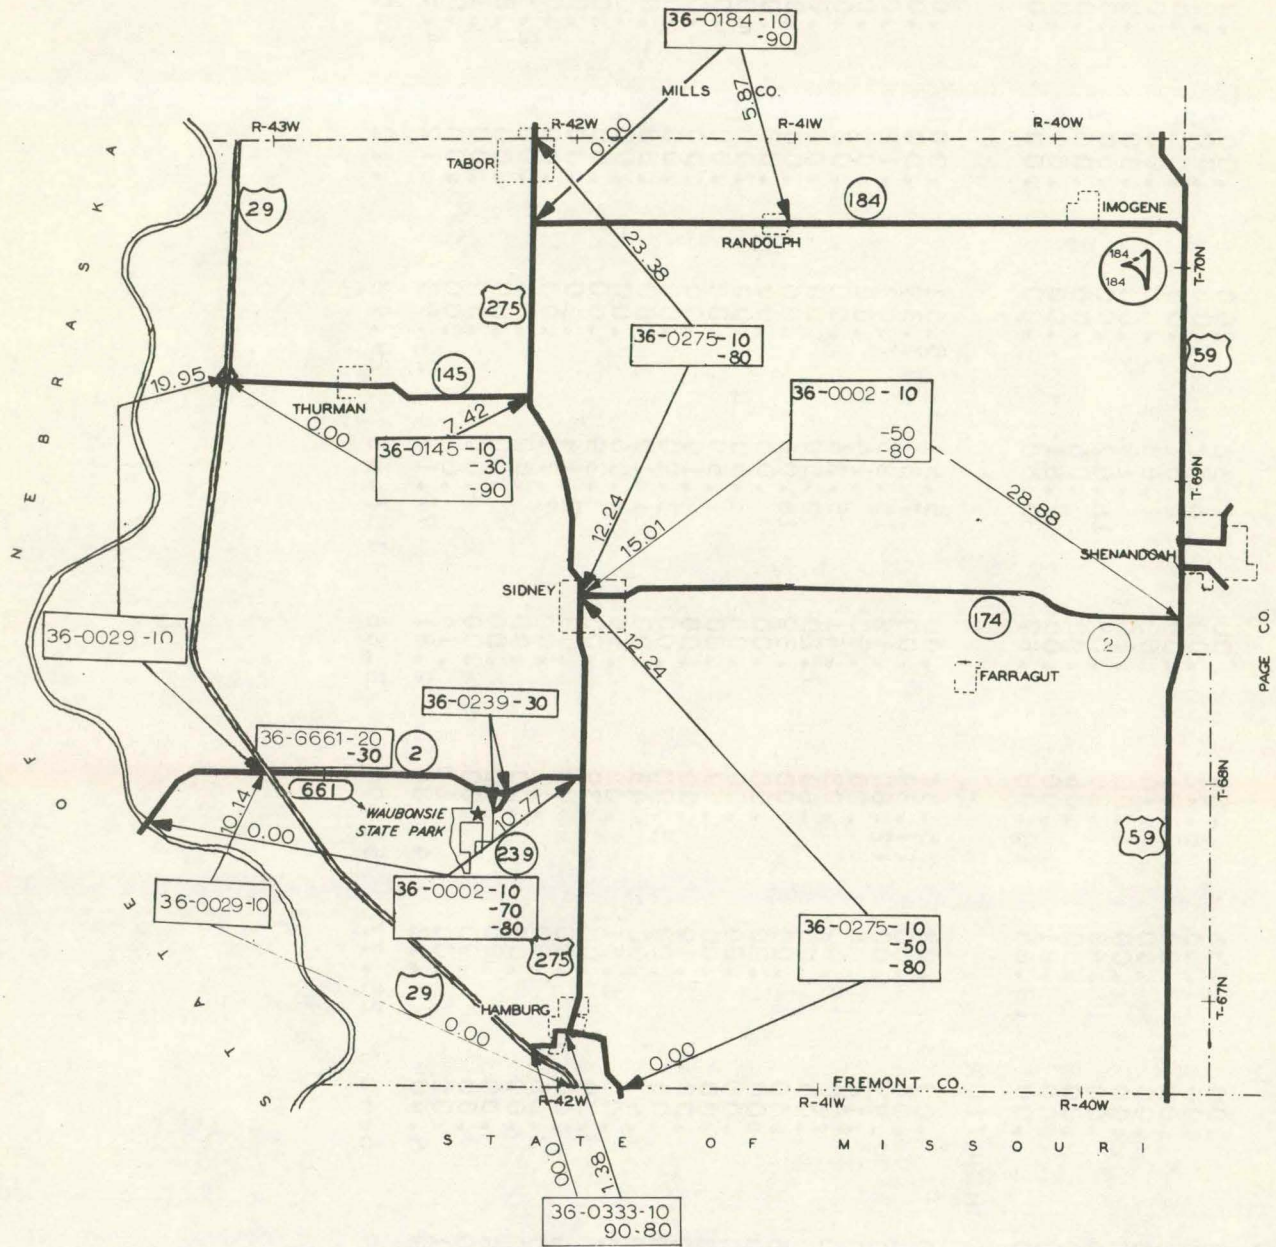 36-0184-10
-90
5.87
MILLS CO.
0.00
R-43W
R-42W
R-41W
R-40W
TABOR
29
184
IMOGENE
RANDOLPH
184
184
T-70N
23.38
275
36-0275-10
-80
59
NEBRASKA
19.95
145
THURMAN
0.00
7.42
36-0145-10
-30
-90
36-0002-10
-50
-80
T-69N
28.88
12.24
15.01
SHENANDOAH
SIDNEY
36-0029-10
174
2
12.24
FARRAGUT
PAGE CO.
36-0239-30
36-6661-20
-30
2
661
WAUBONSIE
STATE PARK
T-68N
10.14
0.00
10.77
239
59
36-0029-10
36-0002-10
-70
-80
36-0275-10
-50
-80
275
29
HAMBURG
T-67N
0.00
0.00
FREMONT CO.
R-42W
R-41W
R-40W
STATE OF
STATE OF MISSOURI
0.00
1.38
36-0333-10
90-80